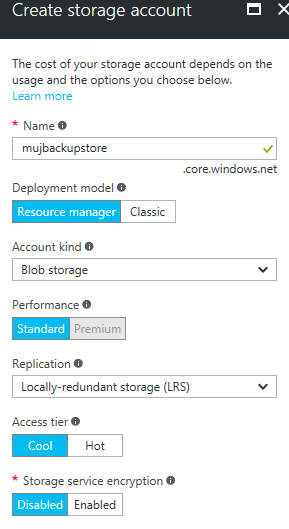 Create storage account
The cost of your storage account depends on the
usage and the options you choose below.
Learn more
* Name
mujbackupstore
.core.windows.net
Deployment model
Resource manager Classic
Account kind
Blob storage
Performance
Standard Premium
Replication
Locally-redundant storage (LRS)
Access tier
Cool Hot
* Storage service encryption
Disabled Enabled